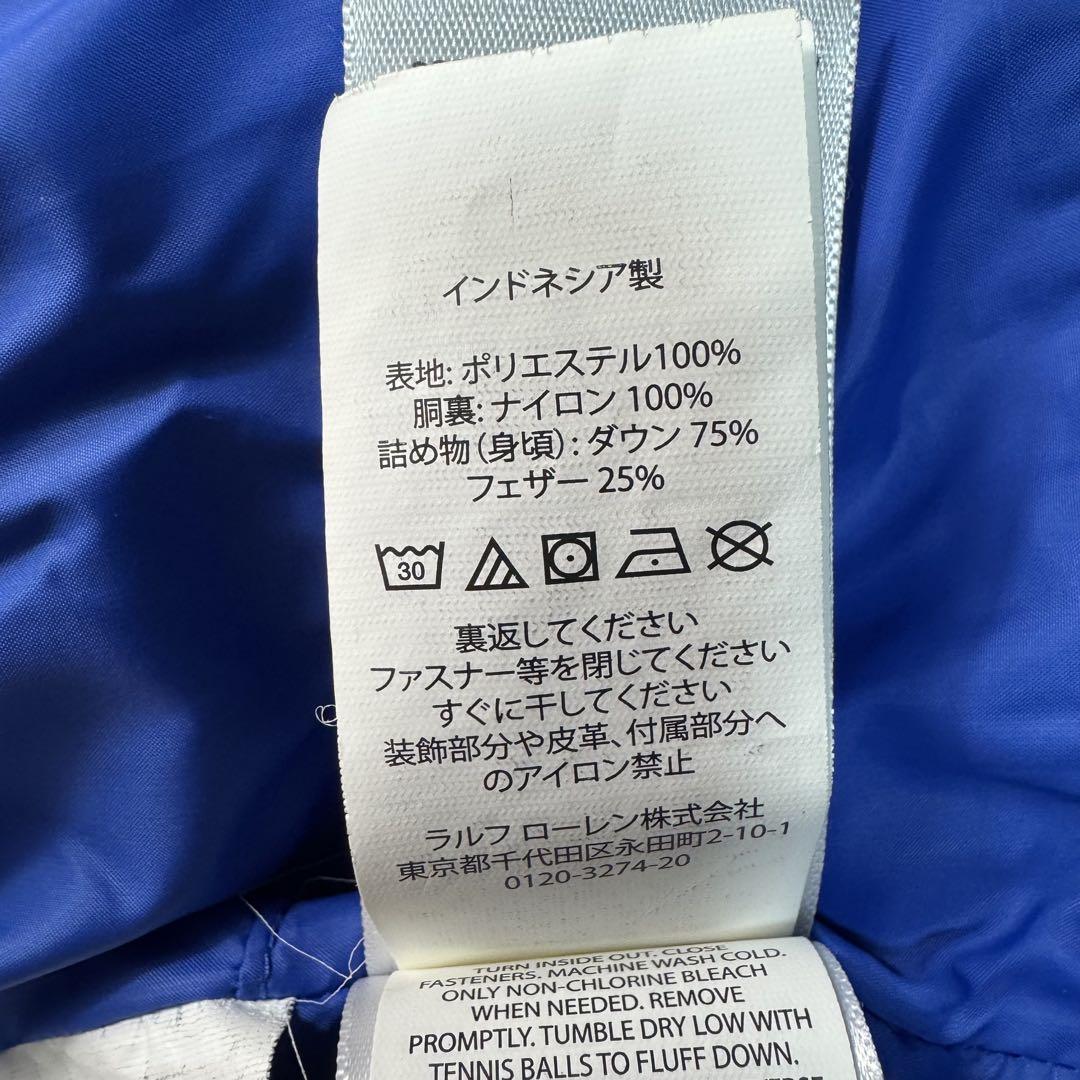 インドネシア製
表地: ポリエステル100%
胴裏: ナイロン 100%
詰め物 (身頃) : ダウン 75%
フェザー 25%
30
裏返してください
ファスナー等を閉じてください
すぐに干してください
装飾部分や皮革、付属部分へ
のアイロン禁止
ラルフ ローレン株式会社
東京都千代田区永田町2-10-1
0120-3274-20
TURN INSIDE OUT. CLOSE
FASTENERS. MACHINE WASH COLD.
ONLY NON-CHLORINE BLEACH
WHEN NEEDED. REMOVE
PROMPTLY. TUMBLE DRY LOW WITH
TENNIS BALLS TO FLUFF DOWN.